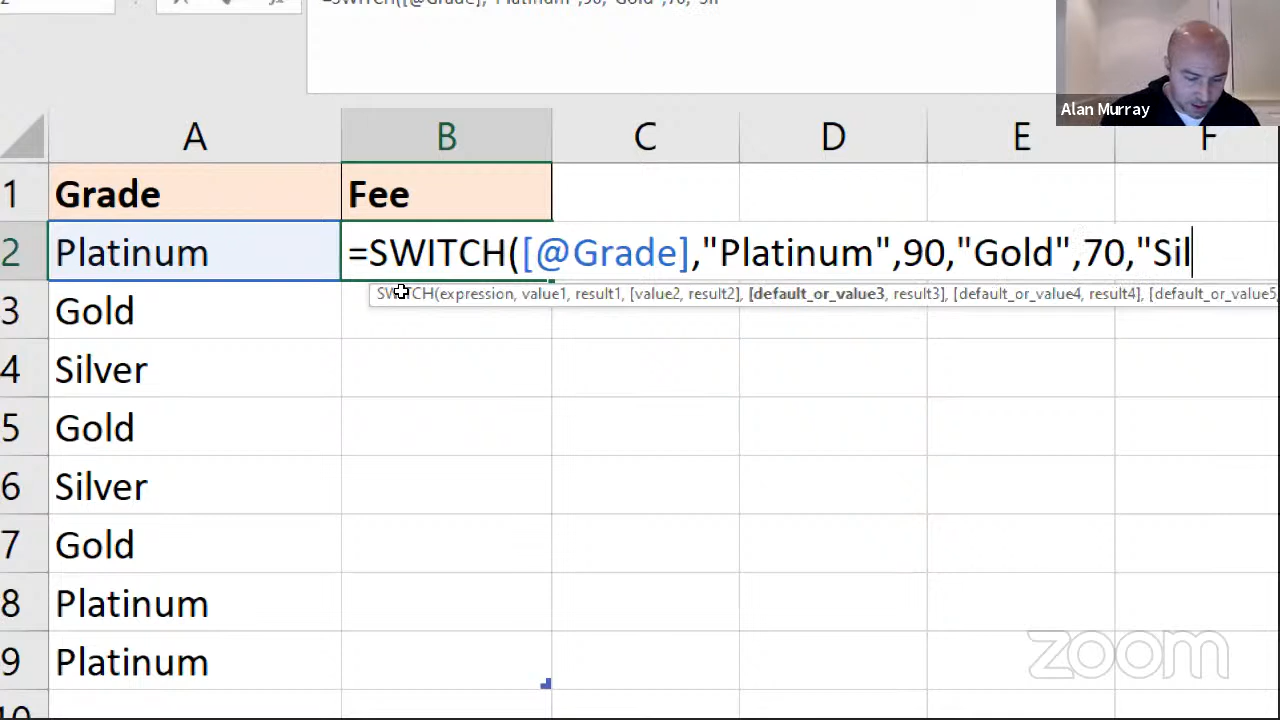 =SWITCH([@Grade],"Platinum",90,"Gold",70,"Sil
Alan Murray
A B C D E F
1 Grade Fee
2 Platinum =SWITCH([@Grade],"Platinum",90,"Gold",70,"Sil
SWITCH(expression, value1, result1, [value2, result2], [default_or_value3, result3], [default_or_value4, result4], [default_or_value5,
3 Gold
4 Silver
5 Gold
6 Silver
7 Gold
8 Platinum
9 Platinum
zoom
10